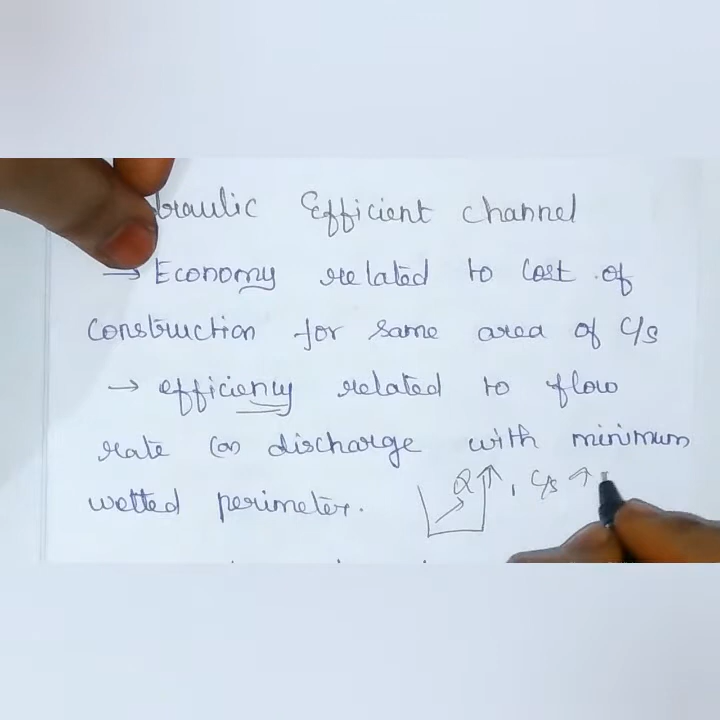 braulic Efficient channel
→ Economy related to cost of
construction for same area of c/s
→ efficiency related to flow
rate (or) discharge with minimum
wetted perimeter.
Q ↑, c/s ↑